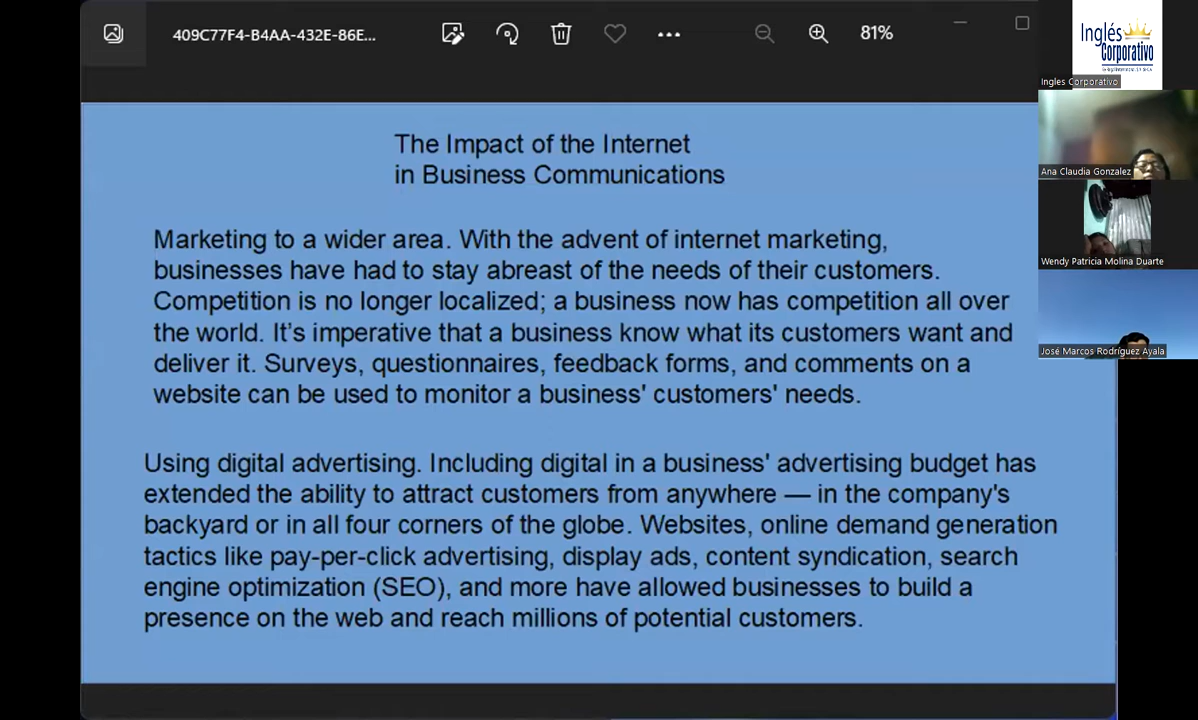 409C77F4-B4AA-432E-86E...
81%
Inglés
Corporativo
Ingles Corporativo
Ana Claudia Gonzalez
Wendy Patricia Molina Duarte
José Marcos Rodríguez Ayala
The Impact of the Internet
in Business Communications
Marketing to a wider area. With the advent of internet marketing,
businesses have had to stay abreast of the needs of their customers.
Competition is no longer localized; a business now has competition all over
the world. It's imperative that a business know what its customers want and
deliver it. Surveys, questionnaires, feedback forms, and comments on a
website can be used to monitor a business' customers' needs.
Using digital advertising. Including digital in a business' advertising budget has
extended the ability to attract customers from anywhere — in the company's
backyard or in all four corners of the globe. Websites, online demand generation
tactics like pay-per-click advertising, display ads, content syndication, search
engine optimization (SEO), and more have allowed businesses to build a
presence on the web and reach millions of potential customers.